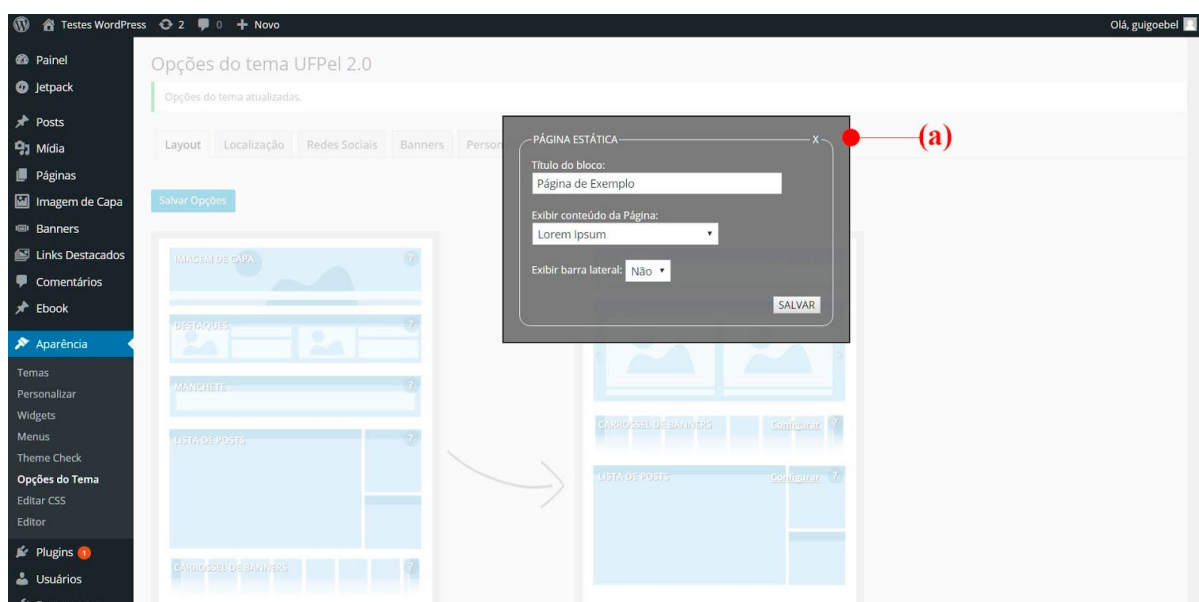 Testes WordPress 2 0 + Novo Olá, guigoebel
Painel
Jetpack
Posts
Mídia
Páginas
Imagem de Capa
Banners
Links Destacados
Comentários
Ebook
Aparência
Temas
Personalizar
Widgets
Menus
Theme Check
Opções do Tema
Editar CSS
Editor
Plugins 1
Usuários
Opções do tema UFPel 2.0
Opções do tema atualizadas.
Layout Localização Redes Sociais Banners Person
Salvar Opções
IMAGEM DE CAPA ?
DESTAQUES ?
MANCHETE ?
LISTA DE POSTS ?
CARROSSEL DE BANNERS ?
PÁGINA ESTÁTICA X
Título do bloco:
Página de Exemplo
Exibir conteúdo da Página:
Lorem Ipsum
Exibir barra lateral: Não
SALVAR
(a)
CARROSSEL DE BANNERS Configurar ?
LISTA DE POSTS Configurar ?